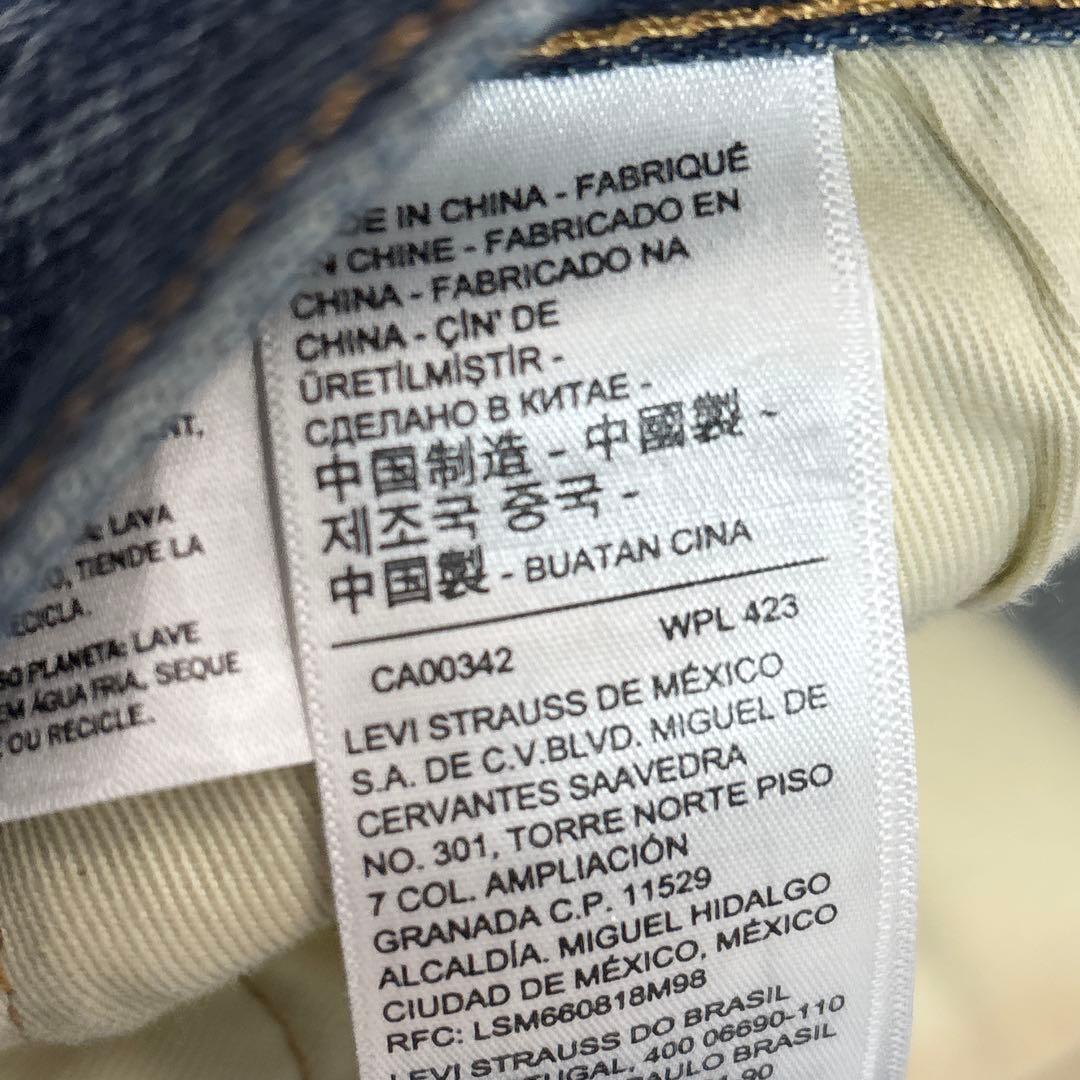 IN CHINA - FABRIQUÉ
CHINE - FABRICADO EN
CHINA - FABRICADO NA
CHINA - ÇİN' DE
ÜRETİLMİŞTİR -
СДЕЛАНО В КИТАЕ -
中国制造 - 中國製 -
제조국 중국 -
中国製 - BUATAN CINA
CA00342 WPL 423
LEVI STRAUSS DE MÉXICO
S.A. DE C.V.BLVD. MIGUEL DE
CERVANTES SAAVEDRA
NO. 301, TORRE NORTE PISO
7 COL. AMPLIACIÓN
GRANADA C.P. 11529
ALCALDÍA. MIGUEL HIDALGO
CIUDAD DE MÉXICO, MÉXICO
RFC: LSM660818M98
LEVI STRAUSS DO BRASIL
400 06690-110
BRASIL
LAVA
TIENDE LA
PLANETA: LAVE
EM ÁGUA FRIA. SEQUE
OU RECICLE.